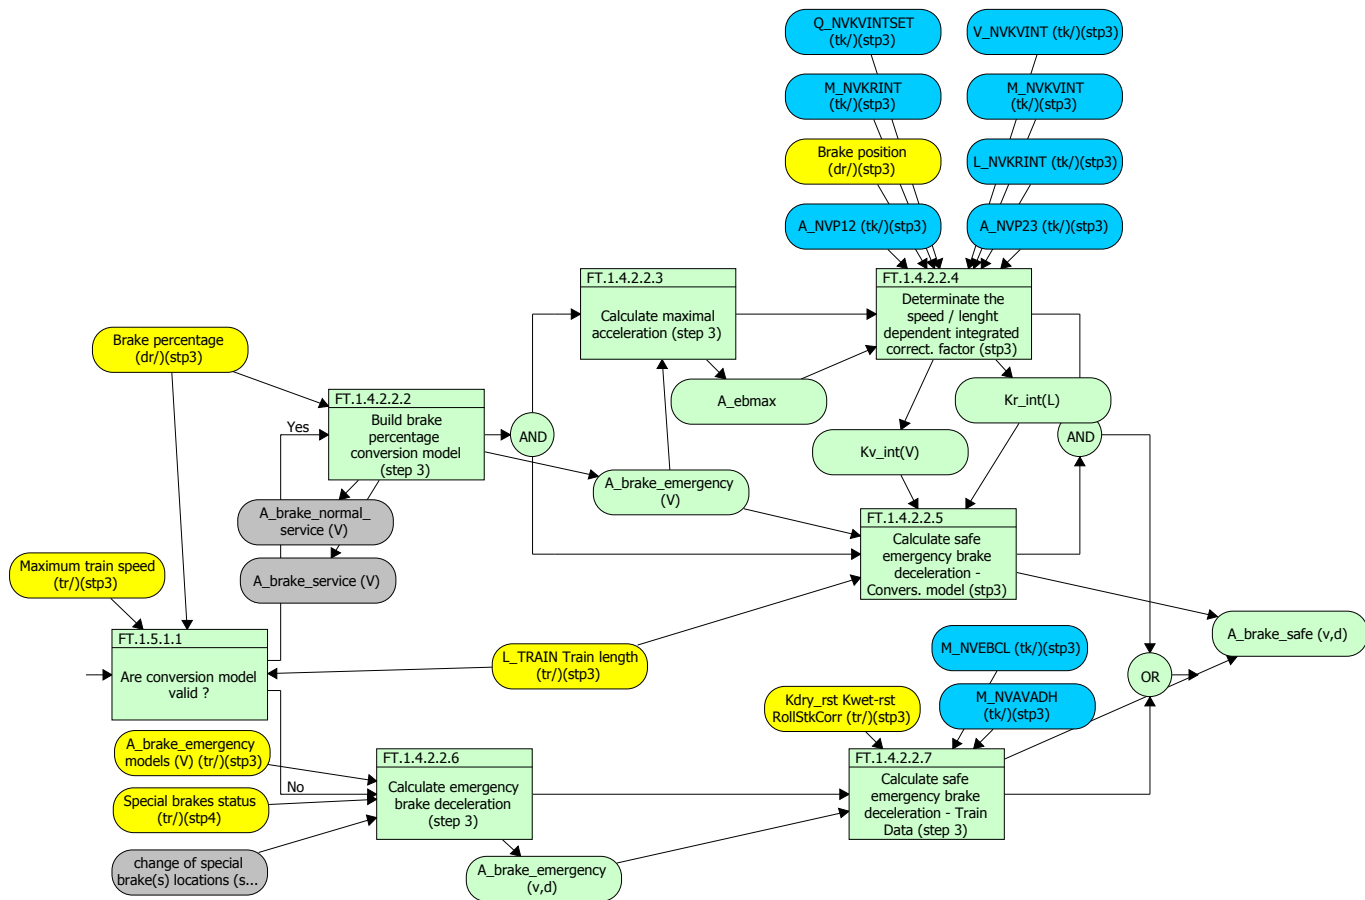 Q_NVKVINTSET
(tk/)(stp3)
V_NVKVINT (tk/)(stp3)
M_NVKRINT
(tk/)(stp3)
M_NVKVINT
(tk/)(stp3)
Brake position
(dr/)(stp3)
L_NVKRINT (tk/)(stp3)
A_NVP12 (tk/)(stp3)
A_NVP23 (tk/)(stp3)
FT.1.4.2.2.3
Calculate maximal
acceleration (step 3)
FT.1.4.2.2.4
Determinate the
speed / lenght
dependent integrated
correct. factor (stp3)
Brake percentage
(dr/)(stp3)
A_ebmax
Kr_int(L)
FT.1.4.2.2.2
Build brake
percentage
conversion model
(step 3)
Yes
AND
AND
Kv_int(V)
A_brake_emergency
(V)
A_brake_normal_
service (V)
A_brake_service (V)
FT.1.4.2.2.5
Calculate safe
emergency brake
deceleration -
Convers. model (stp3)
Maximum train speed
(tr/)(stp3)
A_brake_safe (v,d)
FT.1.5.1.1
Are conversion model
valid ?
L_TRAIN Train length
(tr/)(stp3)
M_NVEBCL (tk/)(stp3)
OR
Kdry_rst Kwet-rst
RollStkCorr (tr/)(stp3)
M_NVAVADH
(tk/)(stp3)
A_brake_emergency
models (V) (tr/)(stp3)
FT.1.4.2.2.6
Calculate emergency
brake deceleration
(step 3)
FT.1.4.2.2.7
Calculate safe
emergency brake
deceleration - Train
Data (step 3)
No
Special brakes status
(tr/)(stp4)
change of special
brake(s) locations (s...
A_brake_emergency
(v,d)